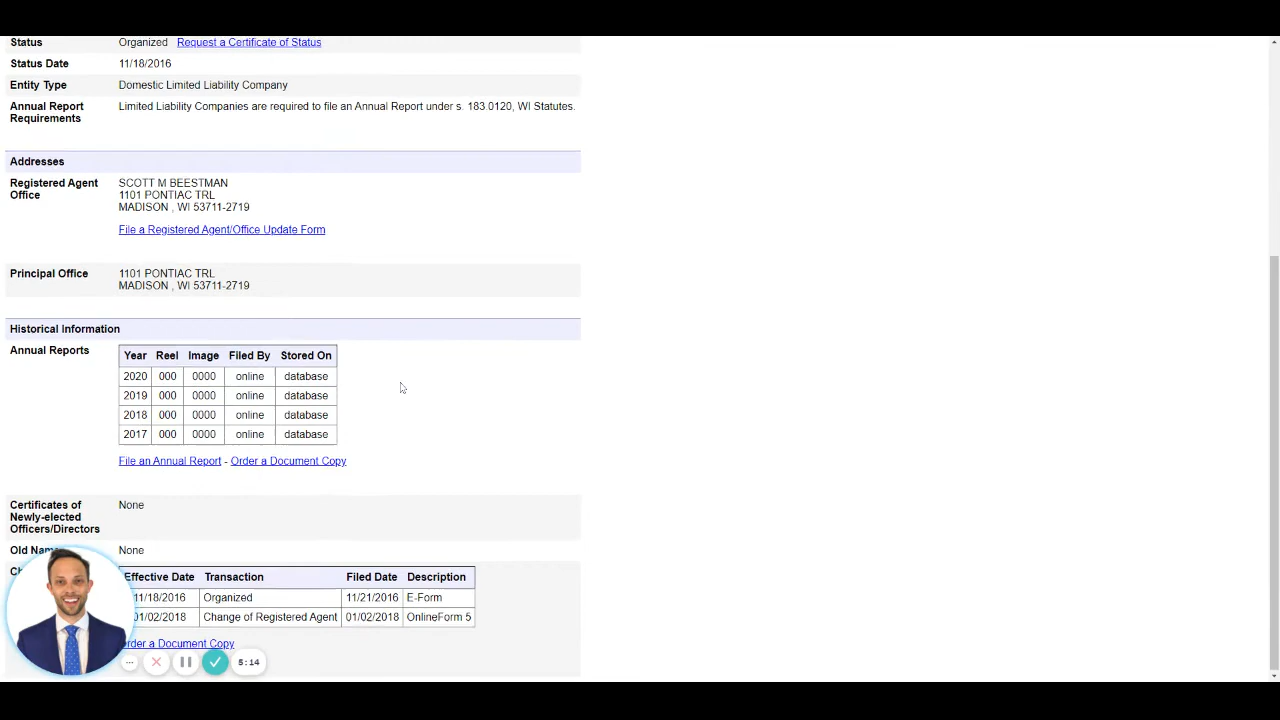 Status Organized Request a Certificate of Status
Status Date 11/18/2016
Entity Type Domestic Limited Liability Company
Annual Report Requirements Limited Liability Companies are required to file an Annual Report under s. 183.0120, WI Statutes.
Addresses
Registered Agent Office
SCOTT M BEESTMAN
1101 PONTIAC TRL
MADISON , WI 53711-2719
File a Registered Agent/Office Update Form
Principal Office
1101 PONTIAC TRL
MADISON , WI 53711-2719
Historical Information
Annual Reports
Year Reel Image Filed By Stored On
2020 000 0000 online database
2019 000 0000 online database
2018 000 0000 online database
2017 000 0000 online database
File an Annual Report - Order a Document Copy
Certificates of Newly-elected Officers/Directors None
Old Nam None
Effective Date Transaction Filed Date Description
11/18/2016 Organized 11/21/2016 E-Form
01/02/2018 Change of Registered Agent 01/02/2018 OnlineForm 5
Order a Document Copy
5:14